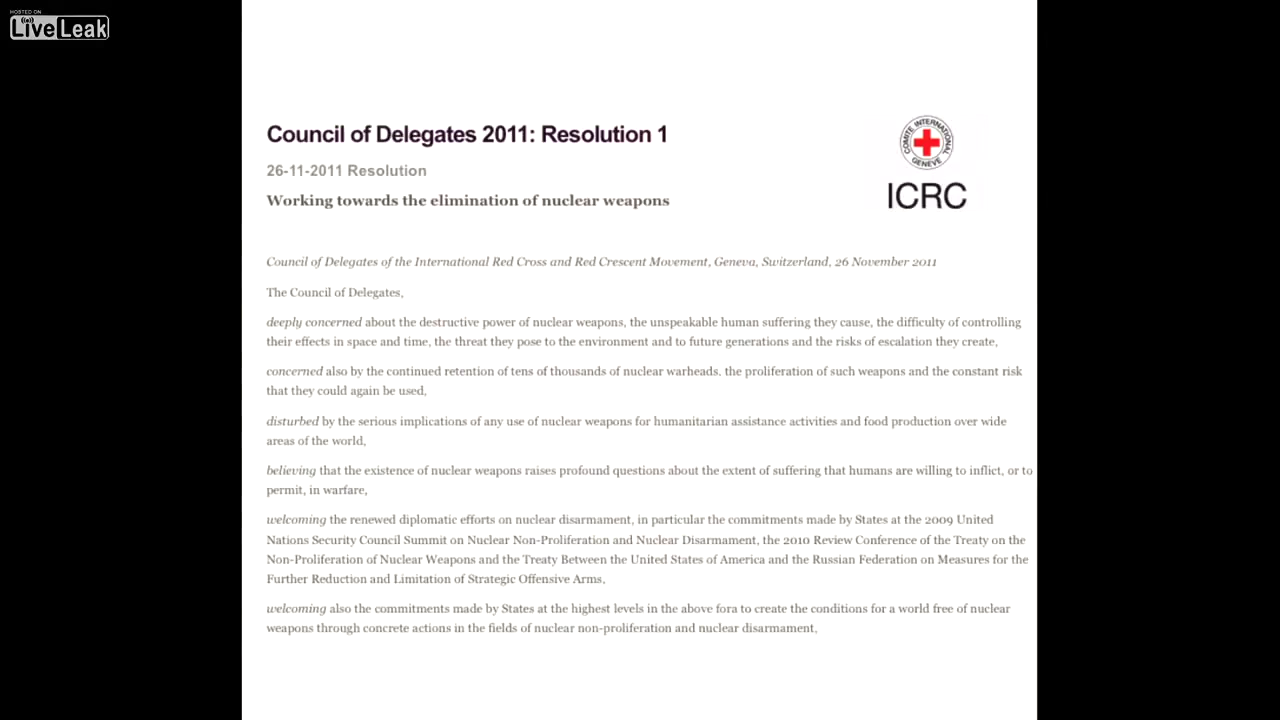 HOSTED ON
LiveLeak
Council of Delegates 2011: Resolution 1
26-11-2011 Resolution
Working towards the elimination of nuclear weapons
COMITE INTERNATIONAL
GENEVE
ICRC
Council of Delegates of the International Red Cross and Red Crescent Movement, Geneva, Switzerland, 26 November 2011
The Council of Delegates,
deeply concerned about the destructive power of nuclear weapons, the unspeakable human suffering they cause, the difficulty of controlling
their effects in space and time, the threat they pose to the environment and to future generations and the risks of escalation they create,
concerned also by the continued retention of tens of thousands of nuclear warheads. the proliferation of such weapons and the constant risk
that they could again be used,
disturbed by the serious implications of any use of nuclear weapons for humanitarian assistance activities and food production over wide
areas of the world,
believing that the existence of nuclear weapons raises profound questions about the extent of suffering that humans are willing to inflict, or to
permit, in warfare,
welcoming the renewed diplomatic efforts on nuclear disarmament, in particular the commitments made by States at the 2009 United
Nations Security Council Summit on Nuclear Non-Proliferation and Nuclear Disarmament, the 2010 Review Conference of the Treaty on the
Non-Proliferation of Nuclear Weapons and the Treaty Between the United States of America and the Russian Federation on Measures for the
Further Reduction and Limitation of Strategic Offensive Arms,
welcoming also the commitments made by States at the highest levels in the above fora to create the conditions for a world free of nuclear
weapons through concrete actions in the fields of nuclear non-proliferation and nuclear disarmament,